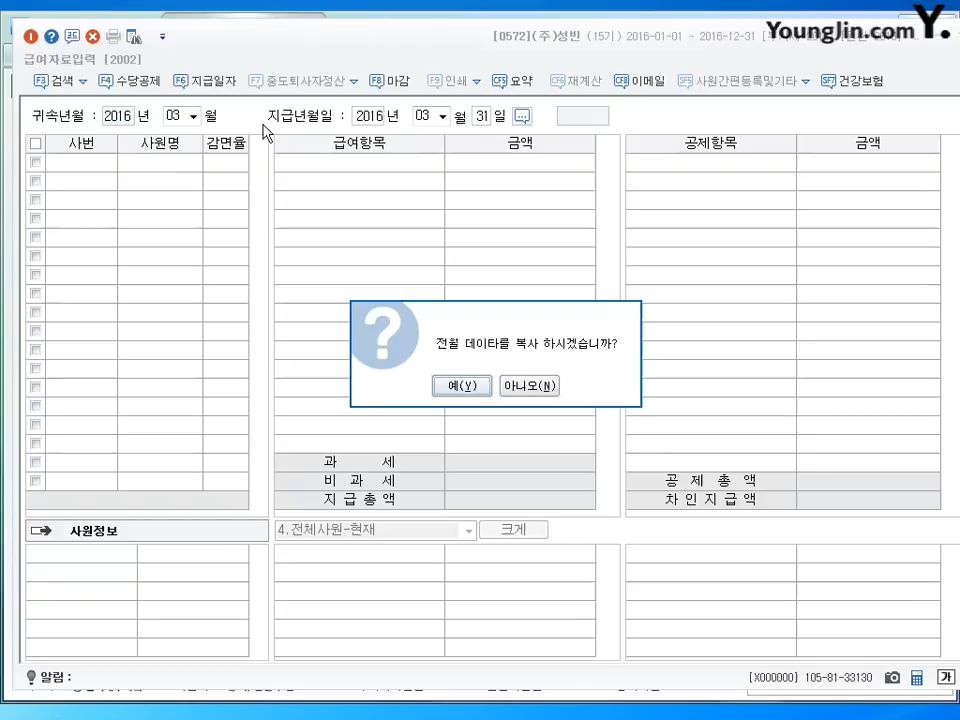 Younglin.com Y.
[0572](주)성빈 (15기) 2016-01-01 ~ 2016-12-31
급여자료입력 [2002]
F3 검색 F4 수당공제 F6 지급일자 F7 중도퇴사자정산 F8 마감 F9 인쇄 CF5 요약 CF6 재계산 CF8 이메일 SF5 사원간편등록및기타 SF7 건강보험
귀속년월 : 2016 년 03 월 지급년월일 : 2016 년 03 월 31 일
사번 사원명 감면율 급여항목 금액 공제항목 금액
전월 데이타를 복사 하시겠습니까?
예(Y) 아니오(N)
과 세
비 과 세 공 제 총 액
지 급 총 액 차 인 지 급 액
사원정보 4.전체사원-현재 크게
알림 : [X000000] 105-81-33130 가